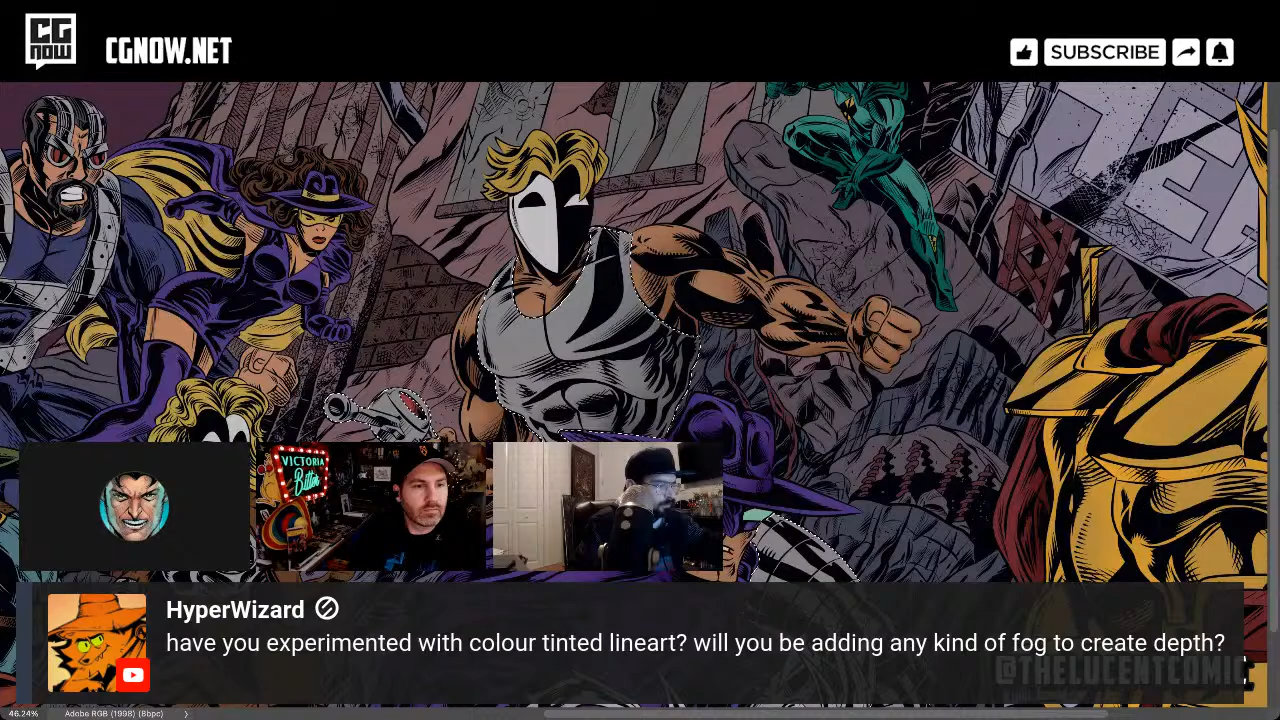 CG
NOW
CGNOW.NET
SUBSCRIBE
VICTORIA
Bitter
HyperWizard
have you experimented with colour tinted lineart? will you be adding any kind of fog to create depth?
@THELUCENTCOMIC
46.24%
Adobe RGB (1998) (8bpc)